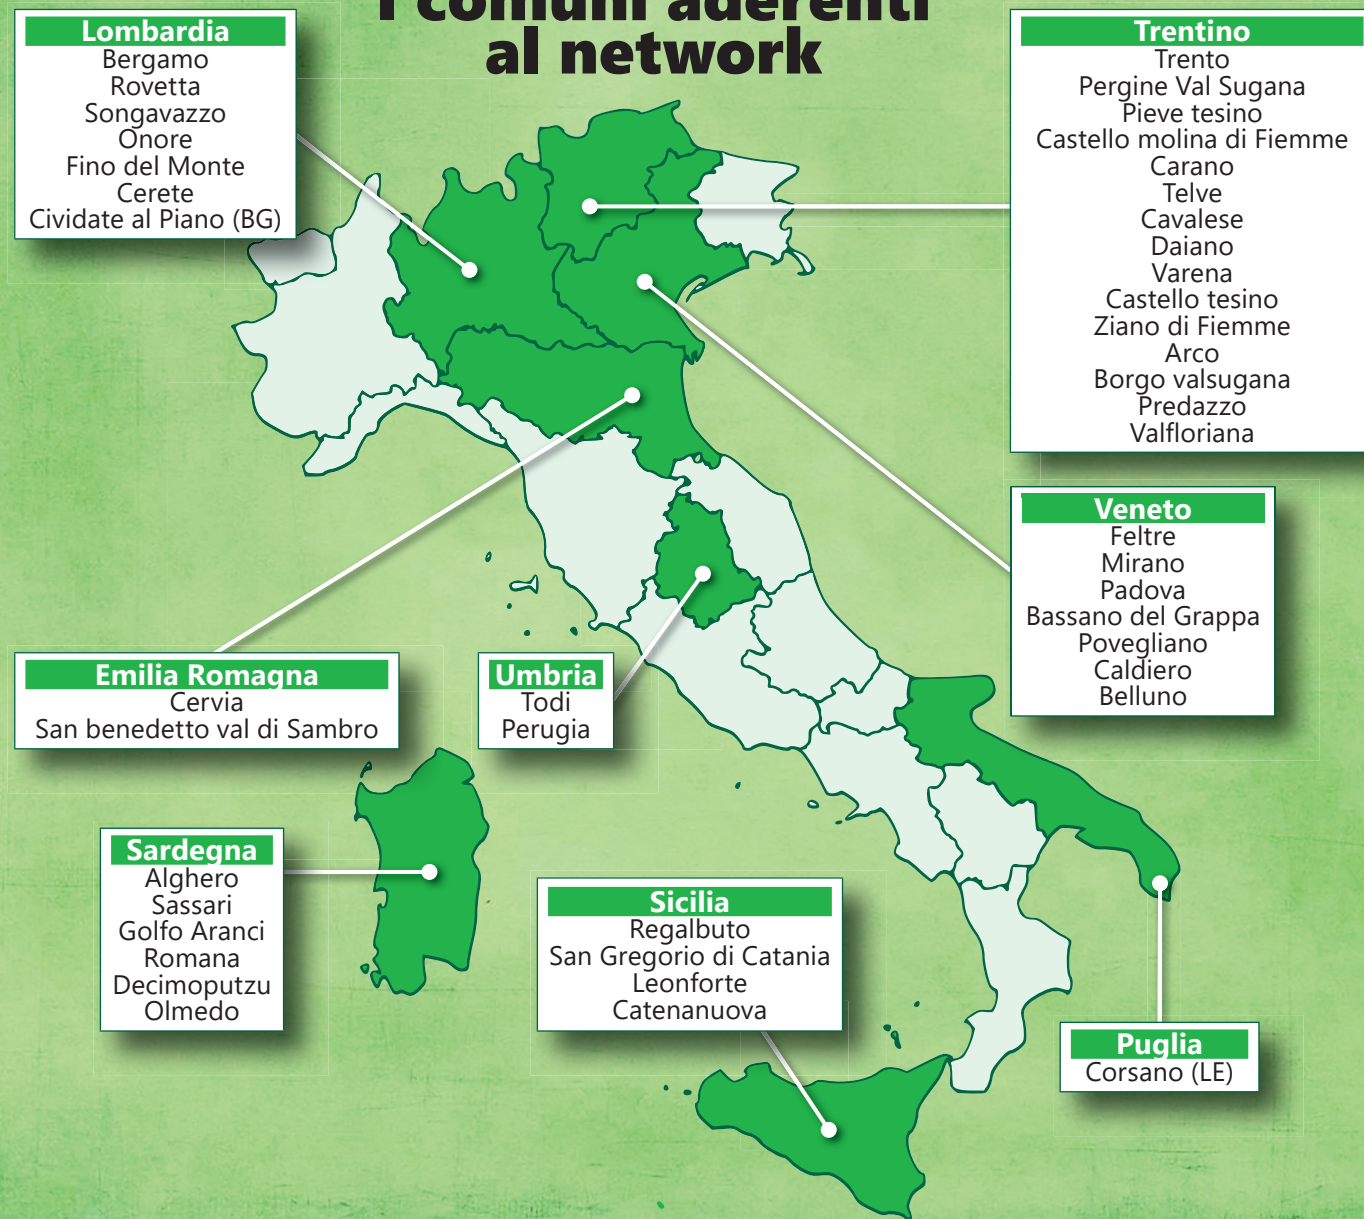 I comuni aderenti
al network
Lombardia
Bergamo
Rovetta
Songavazzo
Onore
Fino del Monte
Cerete
Cividate al Piano (BG)
Trentino
Trento
Pergine Val Sugana
Pieve tesino
Castello molina di Fiemme
Carano
Telve
Cavalese
Daiano
Varena
Castello tesino
Ziano di Fiemme
Arco
Borgo valsugana
Predazzo
Valfloriana
Veneto
Feltre
Mirano
Padova
Bassano del Grappa
Povegliano
Caldiero
Belluno
Emilia Romagna
Cervia
San benedetto val di Sambro
Umbria
Todi
Perugia
Sardegna
Alghero
Sassari
Golfo Aranci
Romana
Decimoputzu
Olmedo
Sicilia
Regalbuto
San Gregorio di Catania
Leonforte
Catenanuova
Puglia
Corsano (LE)